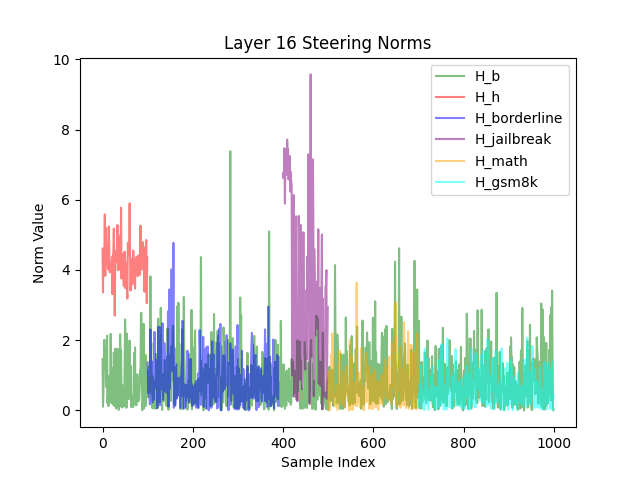 Layer 16 Steering Norms
10
8
6
4
2
0
Norm Value
H_b
H_h
H_borderline
H_jailbreak
H_math
H_gsm8k
0 200 400 600 800 1000
Sample Index